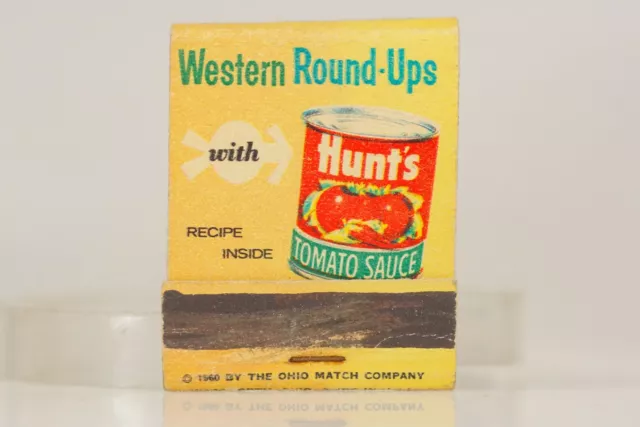 Western Round-Ups
with
Hunt's
RECIPE
INSIDE
TOMATO SAUCE
© 1960 BY THE OHIO MATCH COMPANY